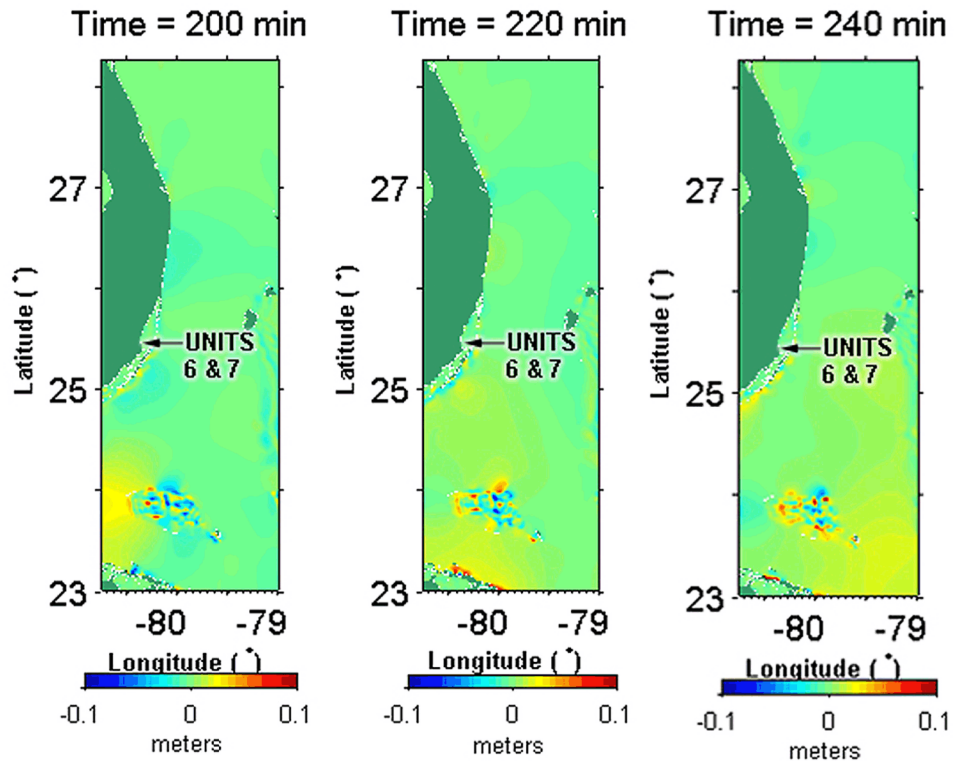 Time = 200 min
Time = 220 min
Time = 240 min
27
25
23
Latitude (°)
UNITS
6 & 7
-80
-79
Longitude (°)
-0.1
0
0.1
meters
27
25
23
Latitude (°)
UNITS
6 & 7
-80
-79
Longitude (°)
-0.1
0
0.1
meters
27
25
23
Latitude (°)
UNITS
6 & 7
-80
-79
Longitude (°)
-0.1
0
0.1
meters